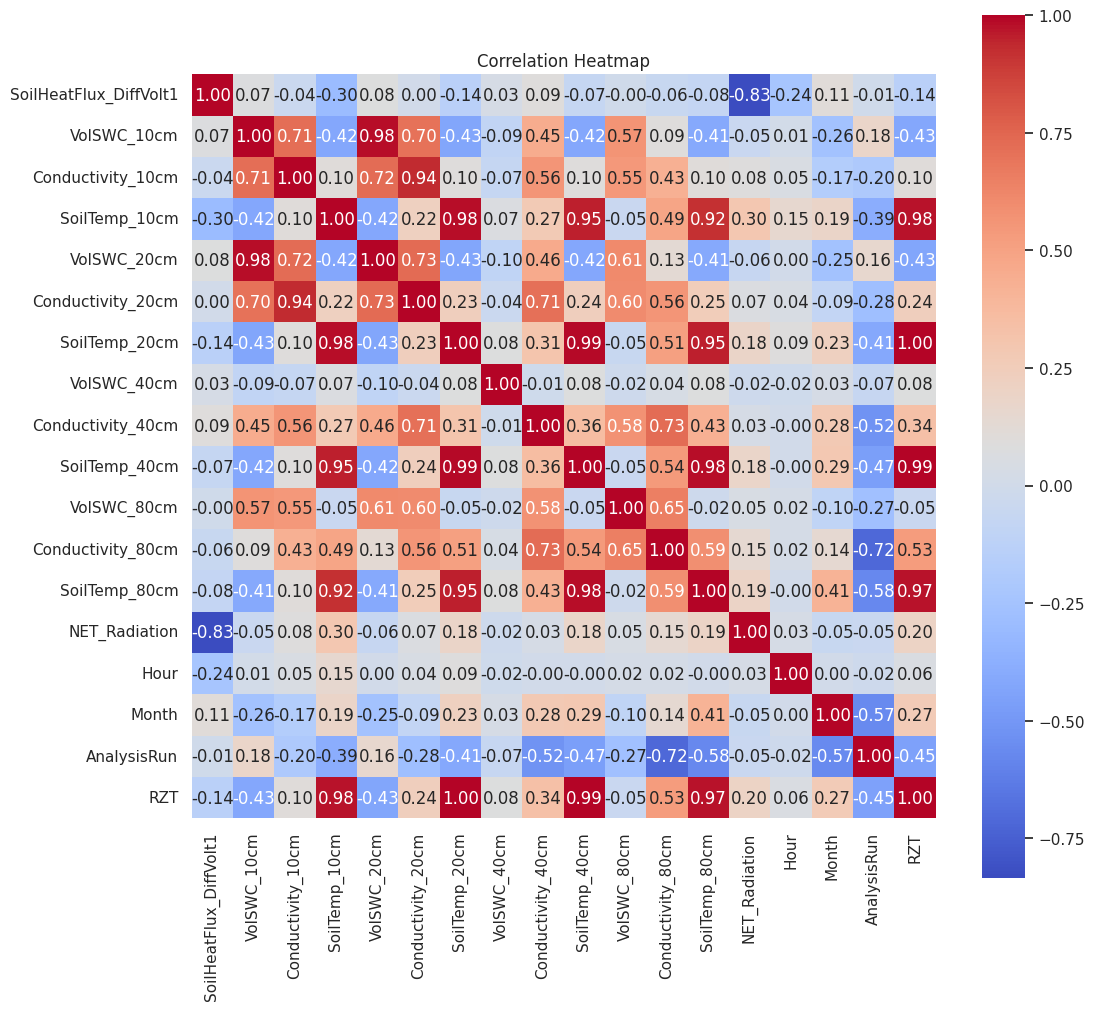 Correlation Heatmap
SoilHeatFlux_DiffVolt1 1.00 0.07 -0.04 -0.30 0.08 0.00 -0.14 0.03 0.09 -0.07 -0.00 -0.06 -0.08 -0.83 -0.24 0.11 -0.01 -0.14
VolSWC_10cm 0.07 1.00 0.71 -0.42 0.98 0.70 -0.43 -0.09 0.45 -0.42 0.57 0.09 -0.41 -0.05 0.01 -0.26 0.18 -0.43
Conductivity_10cm -0.04 0.71 1.00 0.10 0.72 0.94 0.10 -0.07 0.56 0.10 0.55 0.43 0.10 0.08 0.05 -0.17 -0.20 0.10
SoilTemp_10cm -0.30 -0.42 0.10 1.00 -0.42 0.22 0.98 0.07 0.27 0.95 -0.05 0.49 0.92 0.30 0.15 0.19 -0.39 0.98
VolSWC_20cm 0.08 0.98 0.72 -0.42 1.00 0.73 -0.43 -0.10 0.46 -0.42 0.61 0.13 -0.41 -0.06 0.00 -0.25 0.16 -0.43
Conductivity_20cm 0.00 0.70 0.94 0.22 0.73 1.00 0.23 -0.04 0.71 0.24 0.60 0.56 0.25 0.07 0.04 -0.09 -0.28 0.24
SoilTemp_20cm -0.14 -0.43 0.10 0.98 -0.43 0.23 1.00 0.08 0.31 0.99 -0.05 0.51 0.95 0.18 0.09 0.23 -0.41 1.00
VolSWC_40cm 0.03 -0.09 -0.07 0.07 -0.10 -0.04 0.08 1.00 -0.01 0.08 -0.02 0.04 0.08 -0.02 -0.02 0.03 -0.07 0.08
Conductivity_40cm 0.09 0.45 0.56 0.27 0.46 0.71 0.31 -0.01 1.00 0.36 0.58 0.73 0.43 0.03 -0.00 0.28 -0.52 0.34
SoilTemp_40cm -0.07 -0.42 0.10 0.95 -0.42 0.24 0.99 0.08 0.36 1.00 -0.05 0.54 0.98 0.18 -0.00 0.29 -0.47 0.99
VolSWC_80cm -0.00 0.57 0.55 -0.05 0.61 0.60 -0.05 -0.02 0.58 -0.05 1.00 0.65 -0.02 0.05 0.02 -0.10 -0.27 -0.05
Conductivity_80cm -0.06 0.09 0.43 0.49 0.13 0.56 0.51 0.04 0.73 0.54 0.65 1.00 0.59 0.15 0.02 0.14 -0.72 0.53
SoilTemp_80cm -0.08 -0.41 0.10 0.92 -0.41 0.25 0.95 0.08 0.43 0.98 -0.02 0.59 1.00 0.19 -0.00 0.41 -0.58 0.97
NET_Radiation -0.83 -0.05 0.08 0.30 -0.06 0.07 0.18 -0.02 0.03 0.18 0.05 0.15 0.19 1.00 0.03 -0.05 -0.05 0.20
Hour -0.24 0.01 0.05 0.15 0.00 0.04 0.09 -0.02 -0.00 -0.00 0.02 0.02 -0.00 0.03 1.00 0.00 -0.02 0.06
Month 0.11 -0.26 -0.17 0.19 -0.25 -0.09 0.23 0.03 0.28 0.29 -0.10 0.14 0.41 -0.05 0.00 1.00 -0.57 0.27
AnalysisRun -0.01 0.18 -0.20 -0.39 0.16 -0.28 -0.41 -0.07 -0.52 -0.47 -0.27 -0.72 -0.58 -0.05 -0.02 -0.57 1.00 -0.45
RZT -0.14 -0.43 0.10 0.98 -0.43 0.24 1.00 0.08 0.34 0.99 -0.05 0.53 0.97 0.20 0.06 0.27 -0.45 1.00
SoilHeatFlux_DiffVolt1
VolSWC_10cm
Conductivity_10cm
SoilTemp_10cm
VolSWC_20cm
Conductivity_20cm
SoilTemp_20cm
VolSWC_40cm
Conductivity_40cm
SoilTemp_40cm
VolSWC_80cm
Conductivity_80cm
SoilTemp_80cm
NET_Radiation
Hour
Month
AnalysisRun
RZT
1.00
0.75
0.50
0.25
0.00
−0.25
−0.50
−0.75